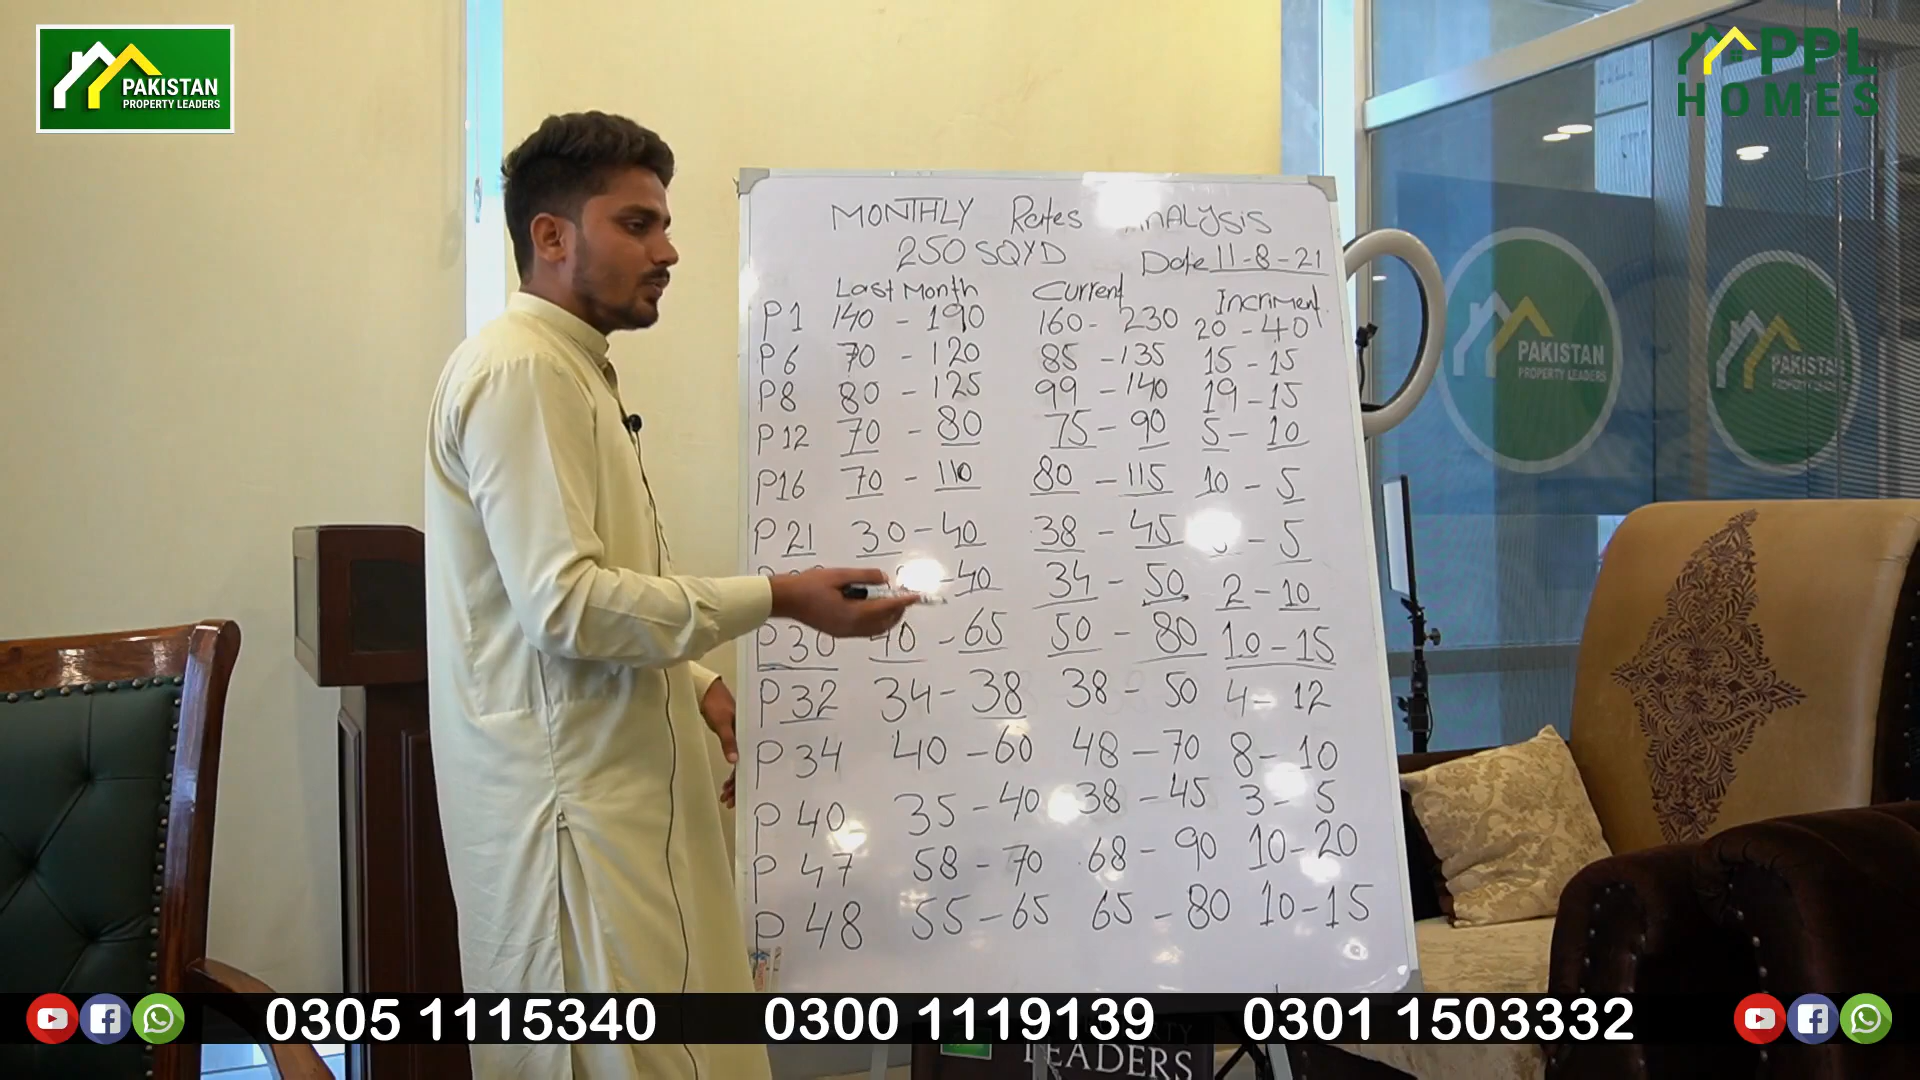 PAKISTAN
PROPERTY LEADERS
PPL
HOMES
MONTHLY Rates ANALYSIS
250 SQYD Date 11-8-21
Last Month Current Incriment
P1 140 - 190 160 - 230 20 - 40
P6 70 - 120 85 - 135 15 - 15
P8 80 - 125 99 - 140 19 - 15
P12 70 - 80 75 - 90 5 - 10
P16 70 - 110 80 - 115 10 - 5
P21 30 - 40 38 - 45 - 5
- 40 34 - 50 2 - 10
P30 40 - 65 50 - 80 10 - 15
P32 34 - 38 38 - 50 4 - 12
P34 40 - 60 48 - 70 8 - 10
P40 35 - 40 38 - 45 3 - 5
P47 58 - 70 68 - 90 10 - 20
P48 55 - 65 65 - 80 10 - 15
PAKISTAN
PROPERTY LEADERS
PAKISTAN
PROPERTY
0305 1115340 0300 1119139 0301 1503332
LEADERS